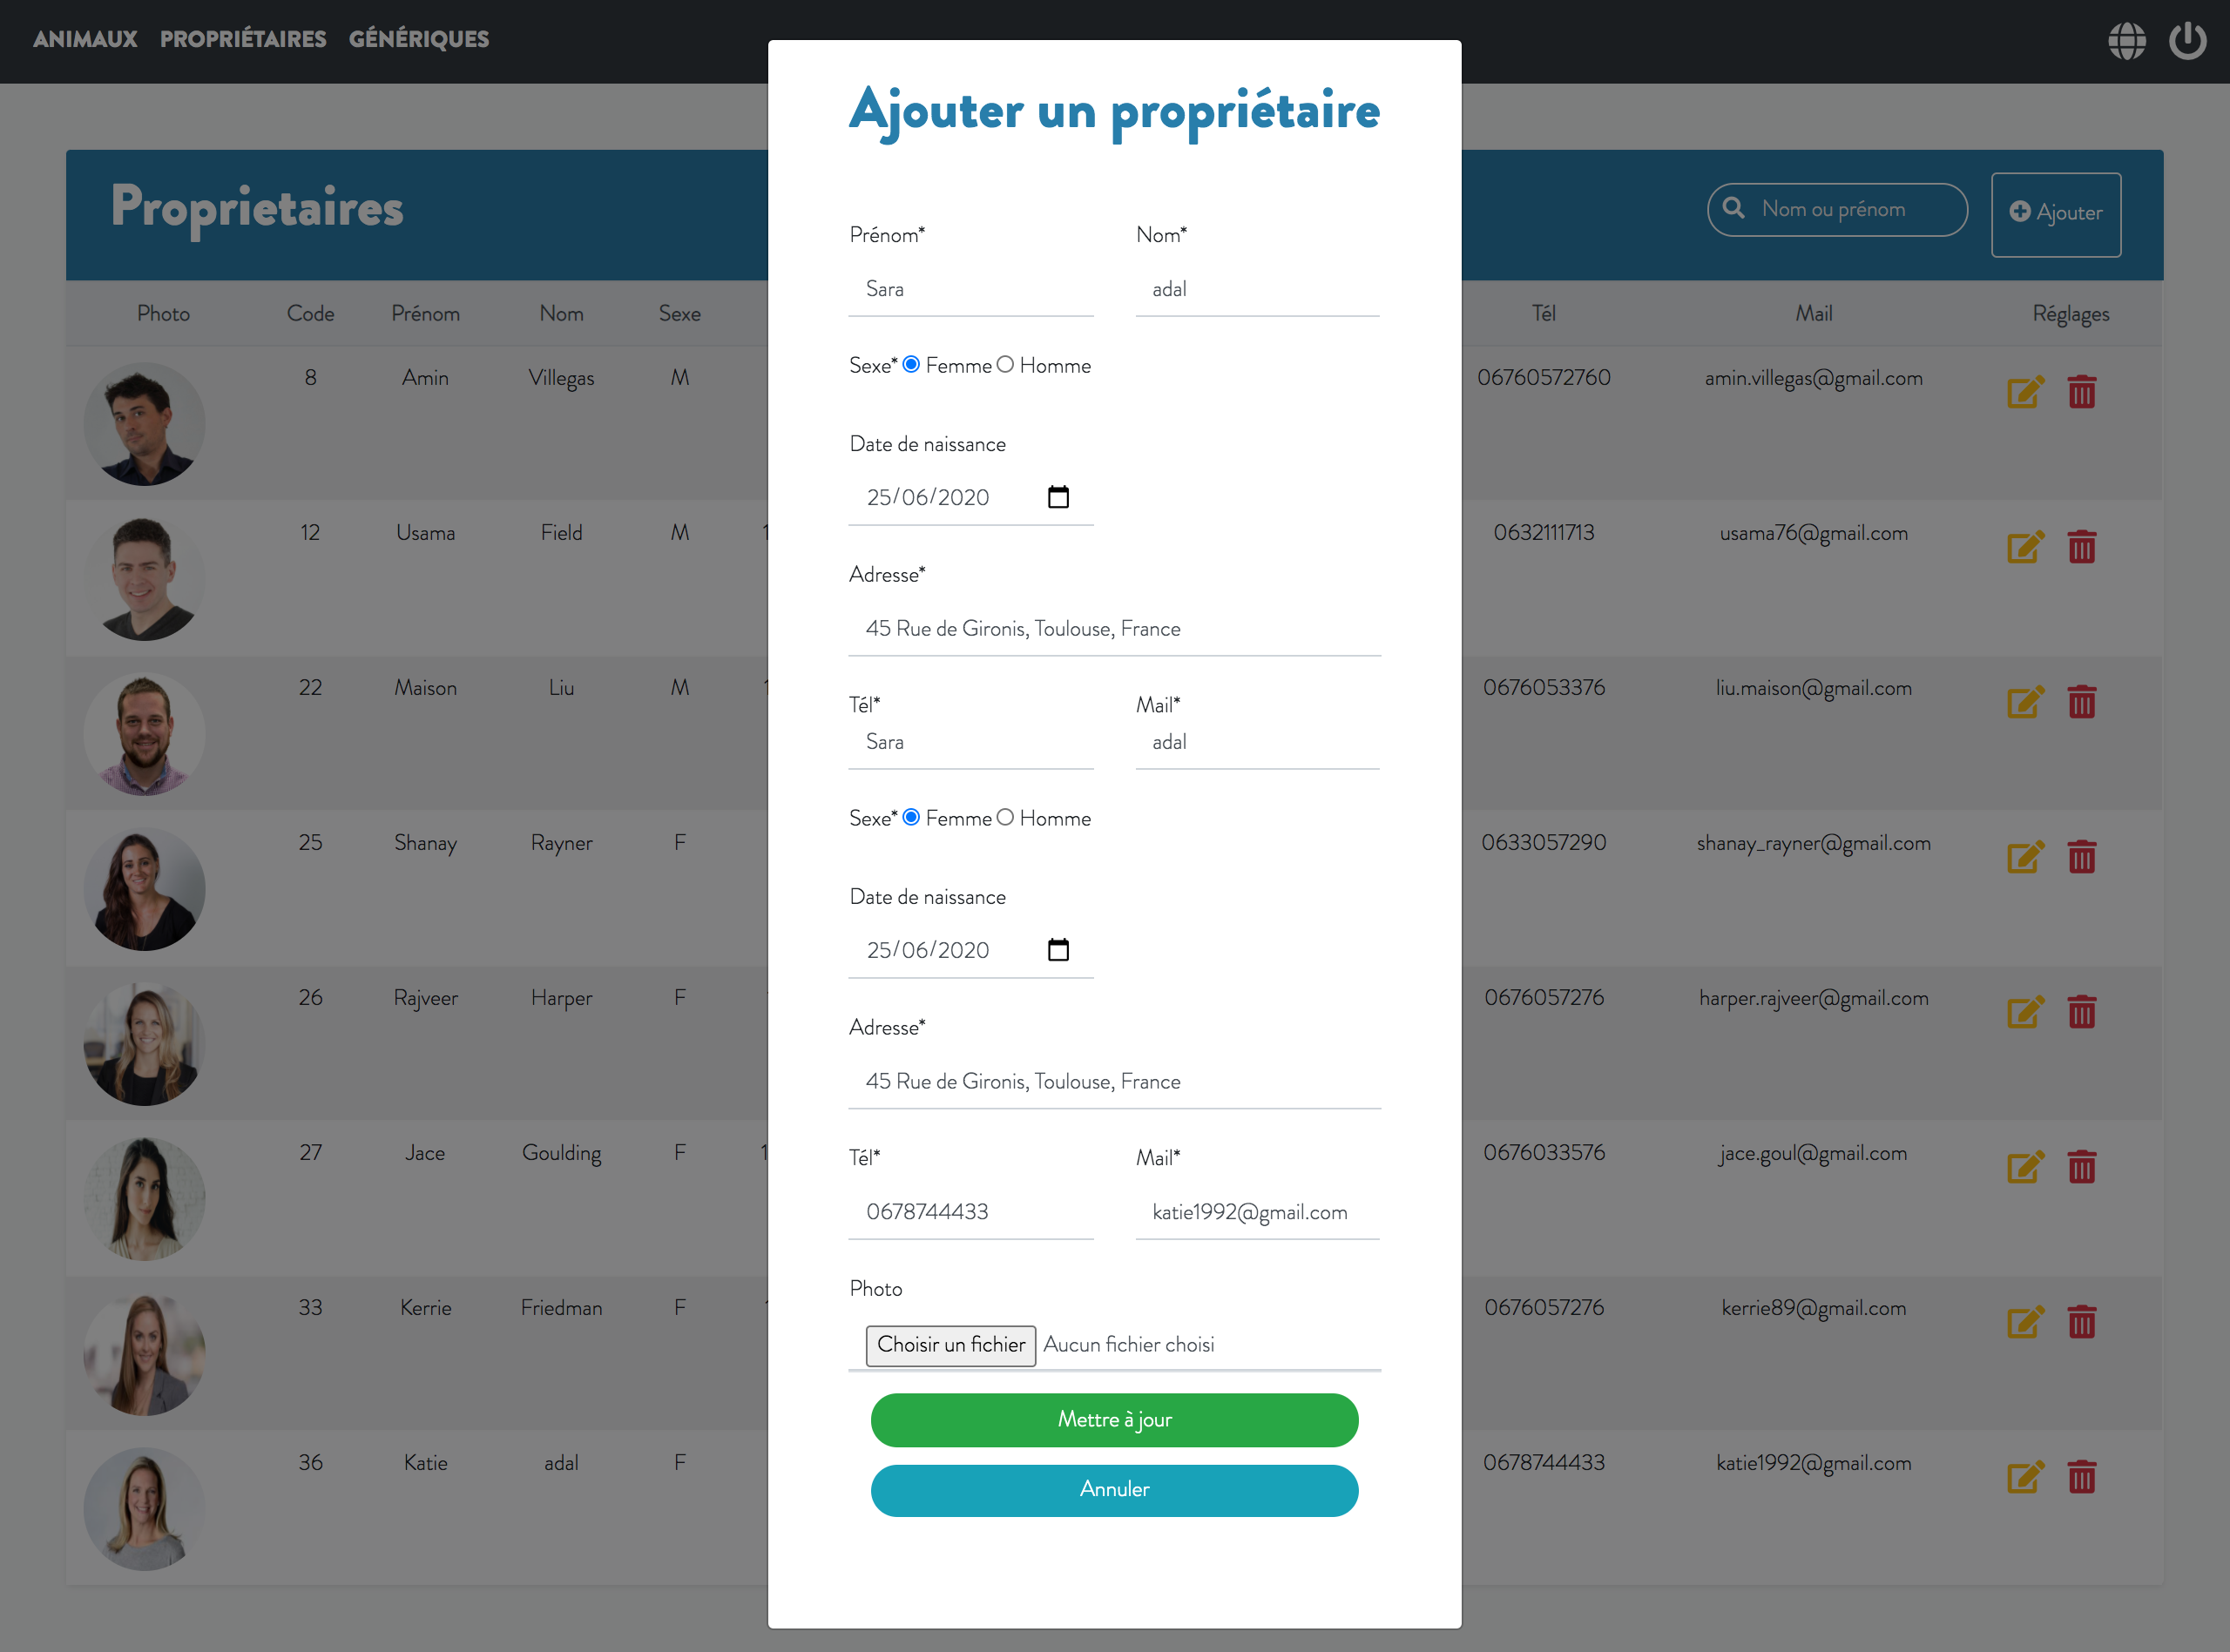 ANIMAUX PROPRIÉTAIRES GÉNÉRIQUES
Proprietaires
Nom ou prénom
Ajouter
Photo Code Prénom Nom Sexe Tél Mail Réglages
8 Amin Villegas M 06760572760 amin.villegas@gmail.com
12 Usama Field M 1 0632111713 usama76@gmail.com
22 Maison Liu M 1 0676053376 liu.maison@gmail.com
25 Shanay Rayner F 0633057290 shanay_rayner@gmail.com
26 Rajveer Harper F 0676057276 harper.rajveer@gmail.com
27 Jace Goulding F 1 0676033576 jace.goul@gmail.com
33 Kerrie Friedman F 0676057276 kerrie89@gmail.com
36 Katie adal F 0678744433 katie1992@gmail.com
Ajouter un propriétaire
Prénom* Nom*
Sara adal
Sexe* Femme Homme
Date de naissance
25/06/2020
Adresse*
45 Rue de Gironis, Toulouse, France
Tél* Mail*
Sara adal
Sexe* Femme Homme
Date de naissance
25/06/2020
Adresse*
45 Rue de Gironis, Toulouse, France
Tél* Mail*
0678744433 katie1992@gmail.com
Photo
Choisir un fichier Aucun fichier choisi
Mettre à jour
Annuler